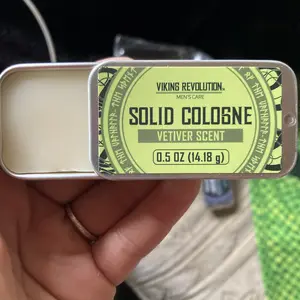 VIKING REVOLUTION®
MEN'S CARE
SOLID COLOGNE
VETIVER SCENT
0.5 OZ (14.18 g)